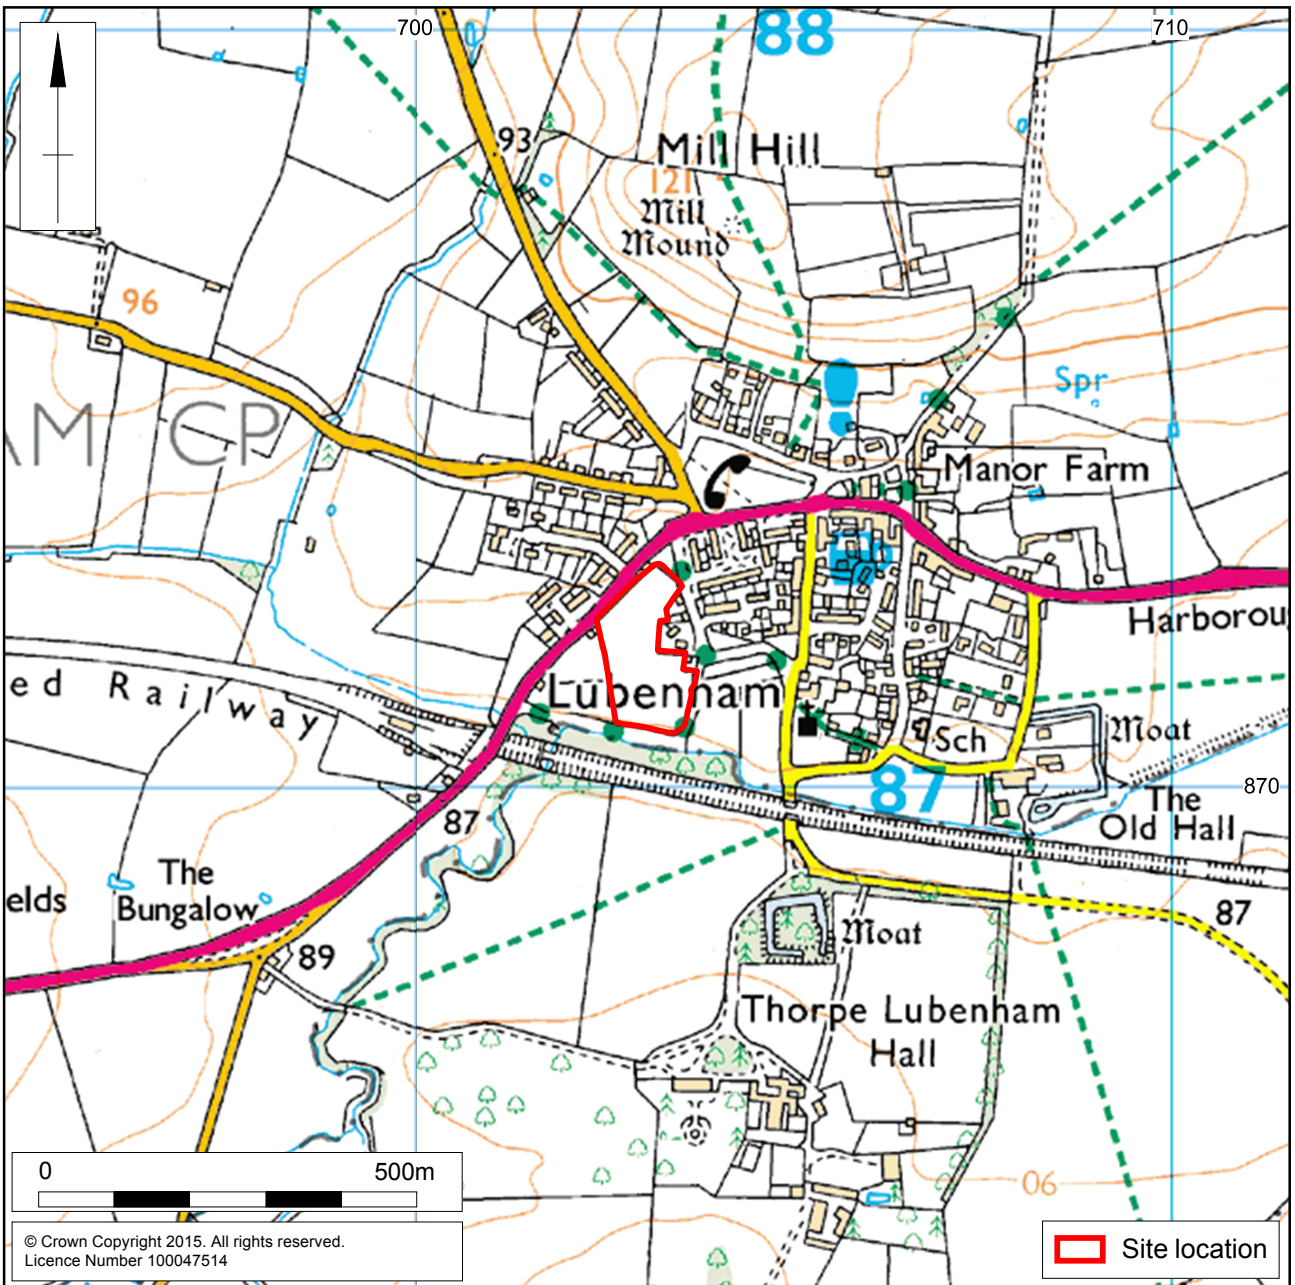 700
88
710
93
Mill Hill
121
Mill
Mound
96
Spr
AM CP
Manor Farm
Harborou
ed Railway
Lubenham
Sch
Moat
87
870
The
Old Hall
87
The
Bungalow
elds
87
Moat
89
Thorpe Lubenham
Hall
90
0 500m
© Crown Copyright 2015. All rights reserved.
Licence Number 100047514
Site location